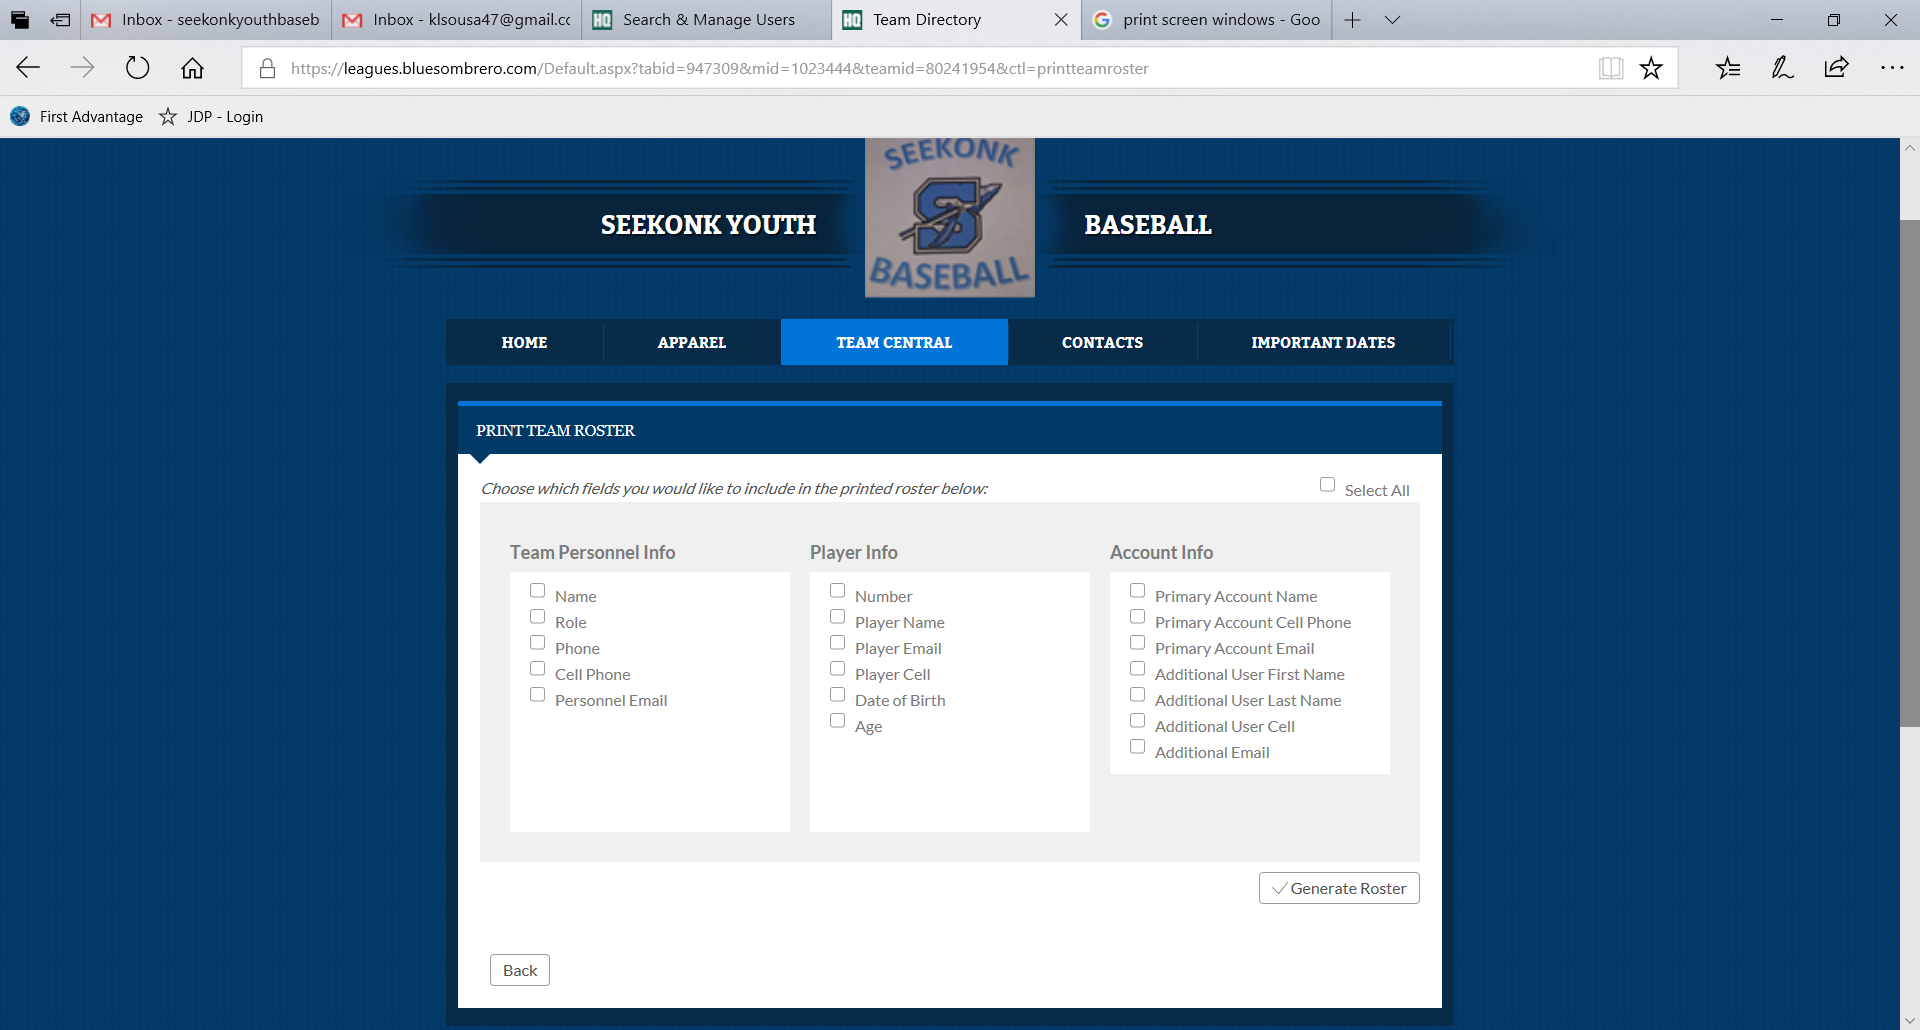 Inbox - seekonkyouthbaseb
Inbox - klsousa47@gmail.cc
HQ Search & Manage Users
HQ Team Directory
print screen windows - Goo
https://leagues.bluesombrero.com/Default.aspx?tabid=947309&mid=1023444&teamid=80241954&ctl=printteamroster
First Advantage
JDP - Login
SEEKONK YOUTH
SEEKONK
S
BASEBALL
BASEBALL
HOME
APPAREL
TEAM CENTRAL
CONTACTS
IMPORTANT DATES
PRINT TEAM ROSTER
Choose which fields you would like to include in the printed roster below:
Select All
Team Personnel Info
Name
Role
Phone
Cell Phone
Personnel Email
Player Info
Number
Player Name
Player Email
Player Cell
Date of Birth
Age
Account Info
Primary Account Name
Primary Account Cell Phone
Primary Account Email
Additional User First Name
Additional User Last Name
Additional User Cell
Additional Email
Generate Roster
Back